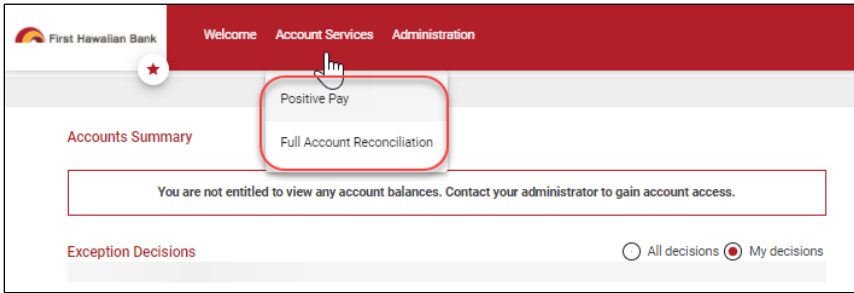 First Hawaiian Bank
Welcome Account Services Administration
Positive Pay
Full Account Reconciliation
Accounts Summary
You are not entitled to view any account balances. Contact your administrator to gain account access.
Exception Decisions
All decisions My decisions